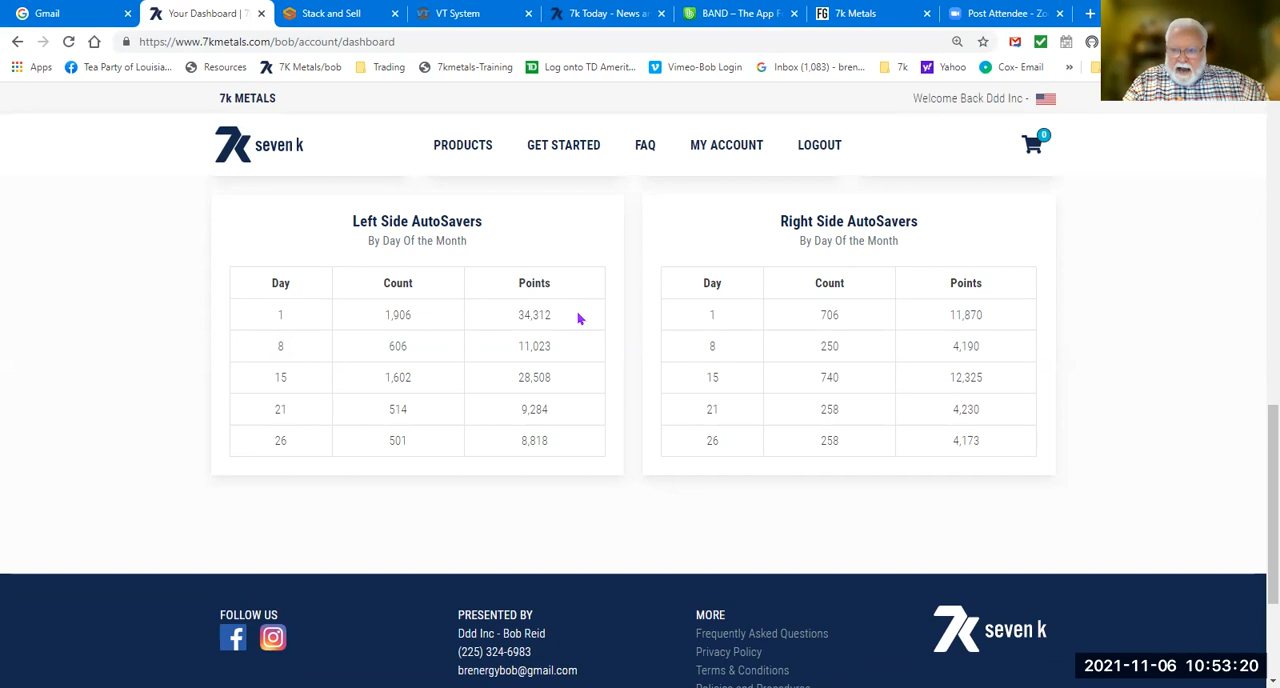 Gmail
Your Dashboard | 7
Stack and Sell
VT System
7k Today - News a
BAND – The App F
FG 7k Metals
Post Attendee - Zo
https://www.7kmetals.com/bob/account/dashboard
Apps
Tea Party of Louisia...
Resources
7K Metals/bob
Trading
7kmetals-Training
Log onto TD Amerit...
Vimeo-Bob Login
Inbox (1,083) - bren...
7k
Yahoo
Cox- Email
»
7K METALS
Welcome Back Ddd Inc -
7k seven k
PRODUCTS
GET STARTED
FAQ
MY ACCOUNT
LOGOUT
0
Left Side AutoSavers
By Day Of the Month
Day Count Points
1 1,906 34,312
8 606 11,023
15 1,602 28,508
21 514 9,284
26 501 8,818
Right Side AutoSavers
By Day Of the Month
Day Count Points
1 706 11,870
8 250 4,190
15 740 12,325
21 258 4,230
26 258 4,173
FOLLOW US
PRESENTED BY
Ddd Inc - Bob Reid
(225) 324-6983
brenergybob@gmail.com
MORE
Frequently Asked Questions
Privacy Policy
Terms & Conditions
Policies and Procedures
7k seven k
2021-11-06 10:53:20